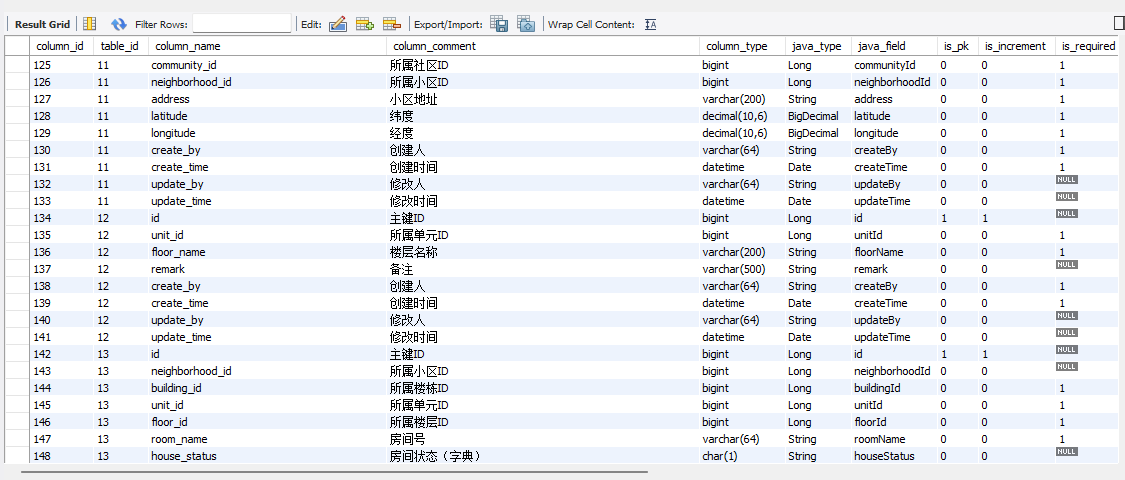 Result Grid Filter Rows: Edit: Export/Import: Wrap Cell Content:
column_id table_id column_name column_comment column_type java_type java_field is_pk is_increment is_required
125 11 community_id 所属社区ID bigint Long communityId 0 0 1
126 11 neighborhood_id 所属小区ID bigint Long neighborhoodId 0 0 1
127 11 address 小区地址 varchar(200) String address 0 0 1
128 11 latitude 纬度 decimal(10,6) BigDecimal latitude 0 0 1
129 11 longitude 经度 decimal(10,6) BigDecimal longitude 0 0 1
130 11 create_by 创建人 varchar(64) String createBy 0 0 1
131 11 create_time 创建时间 datetime Date createTime 0 0 1
132 11 update_by 修改人 varchar(64) String updateBy 0 0 NULL
133 11 update_time 修改时间 datetime Date updateTime 0 0 NULL
134 12 id 主键ID bigint Long id 1 1 NULL
135 12 unit_id 所属单元ID bigint Long unitId 0 0 1
136 12 floor_name 楼层名称 varchar(200) String floorName 0 0 1
137 12 remark 备注 varchar(500) String remark 0 0 NULL
138 12 create_by 创建人 varchar(64) String createBy 0 0 1
139 12 create_time 创建时间 datetime Date createTime 0 0 1
140 12 update_by 修改人 varchar(64) String updateBy 0 0 NULL
141 12 update_time 修改时间 datetime Date updateTime 0 0 NULL
142 13 id 主键ID bigint Long id 1 1 NULL
143 13 neighborhood_id 所属小区ID bigint Long neighborhoodId 0 0 NULL
144 13 building_id 所属楼栋ID bigint Long buildingId 0 0 1
145 13 unit_id 所属单元ID bigint Long unitId 0 0 1
146 13 floor_id 所属楼层ID bigint Long floorId 0 0 1
147 13 room_name 房间号 varchar(64) String roomName 0 0 1
148 13 house_status 房间状态（字典） char(1) String houseStatus 0 0 NULL